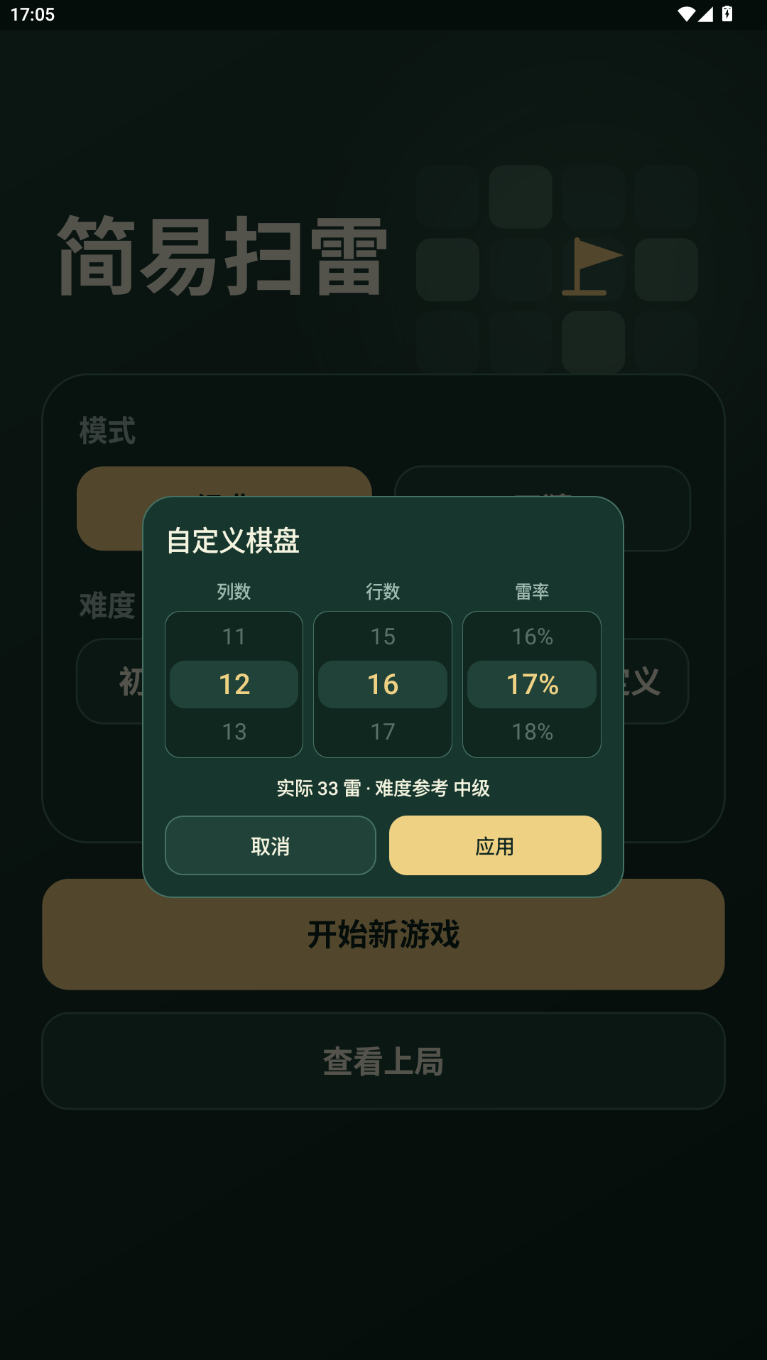 17:05
简易扫雷
模式
难度
初
定义
自定义棋盘
列数 行数 雷率
11 15 16%
12 16 17%
13 17 18%
实际 33 雷 · 难度参考 中级
取消 应用
开始新游戏
查看上局